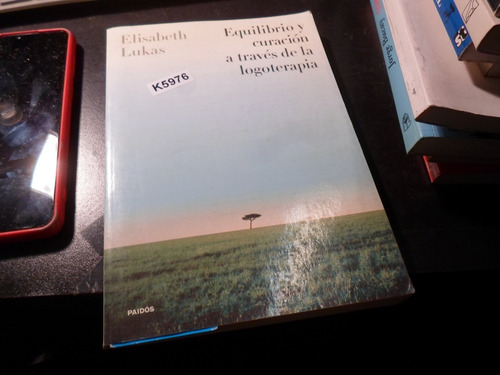 Elisabeth
Lukas
Equilibrio y
curación
a través de la
logoterapia
K5976
PAIDÓS